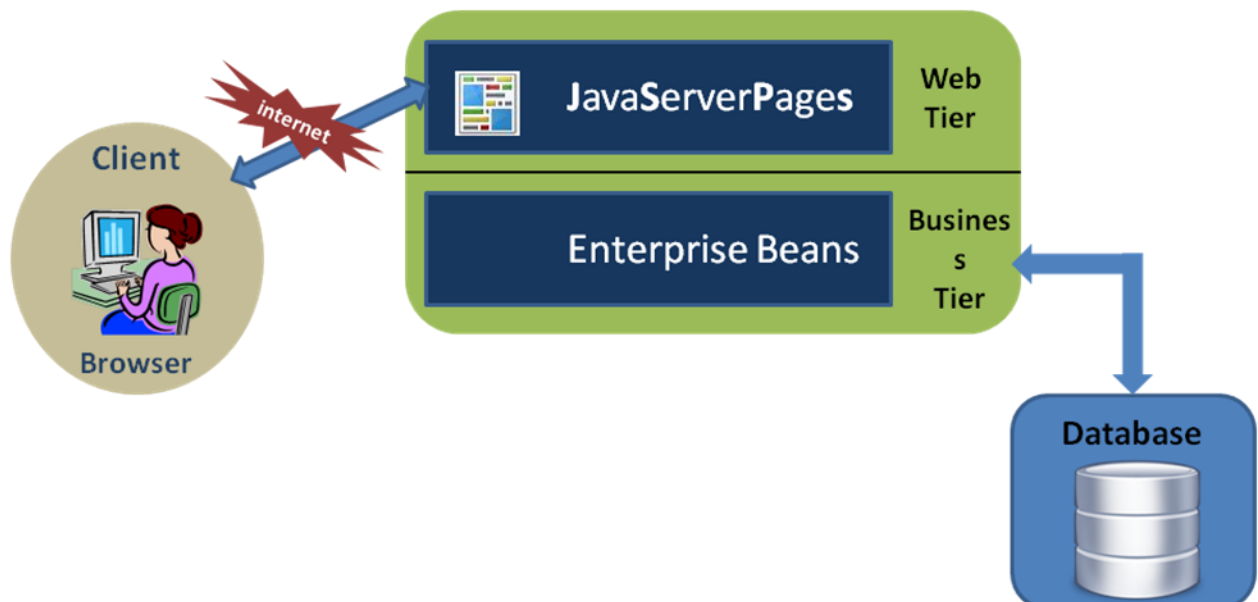 Client
Browser
internet
JavaServerPages
Web
Tier
Enterprise Beans
Busines
s
Tier
Database